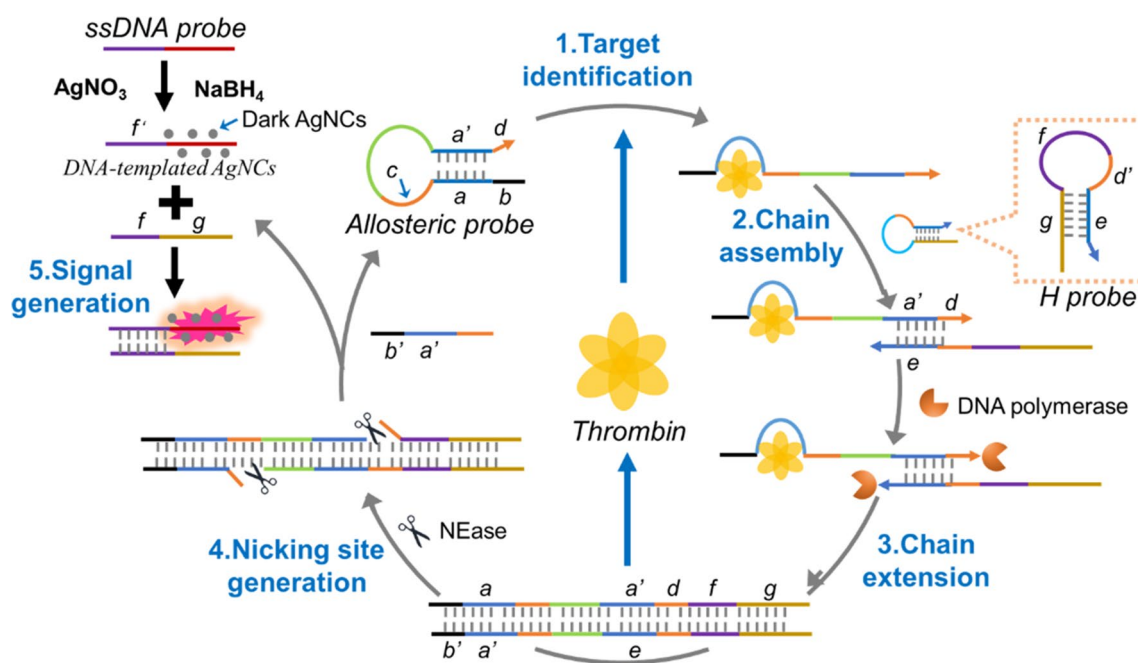 ssDNA probe
AgNO3 NaBH4
f‘ Dark AgNCs
DNA-templated AgNCs
f g
5.Signal
generation
a’ d
c
a b
Allosteric probe
1.Target
identification
2.Chain
assembly
f
d’
g e
H probe
a’ d
e
DNA polymerase
3.Chain
extension
Thrombin
b’ a’
NEase
4.Nicking site
generation
a a’ d f g
b’ a’ e